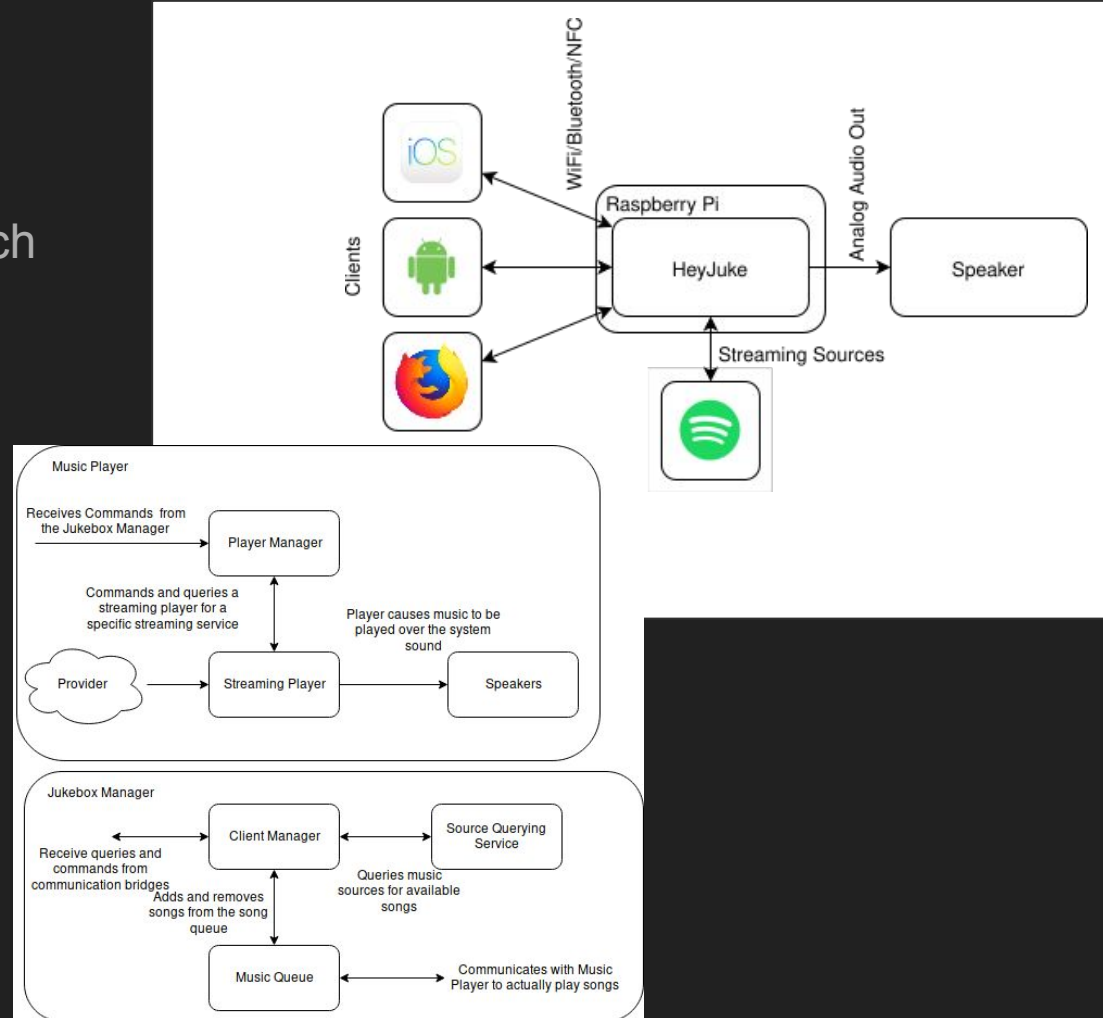 ch
WiFi/Bluetooth/NFC
iOS
Clients
Raspberry Pi
HeyJuke
Analog Audio Out
Speaker
Streaming Sources
Music Player
Receives Commands from
the Jukebox Manager
Player Manager
Commands and queries a
streaming player for a
specific streaming service
Player causes music to be
played over the system
sound
Provider
Streaming Player
Speakers
Jukebox Manager
Client Manager
Source Querying
Service
Receive queries and
commands from
communication bridges
Queries music
sources for available
songs
Adds and removes
songs from the song
queue
Music Queue
Communicates with Music
Player to actually play songs